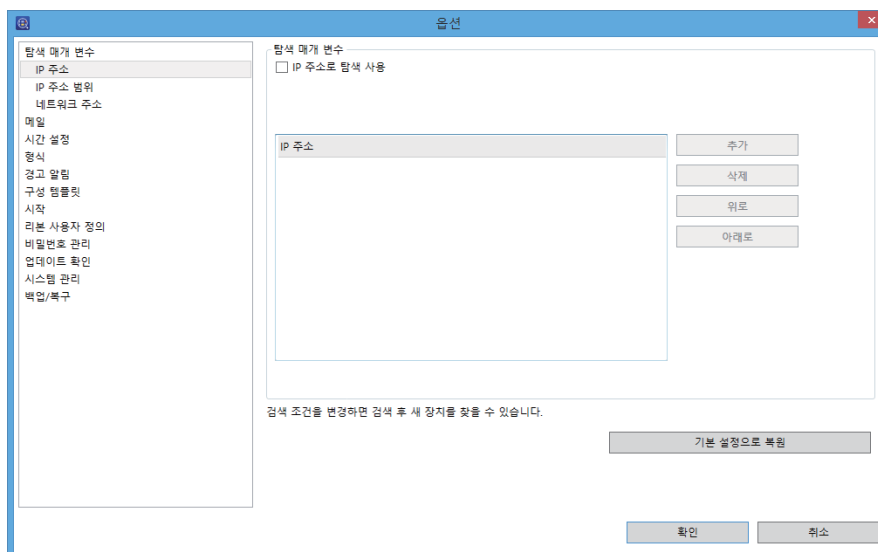 옵션
탐색 매개 변수
IP 주소
IP 주소 범위
네트워크 주소
메일
시간 설정
형식
경고 알림
구성 템플릿
시작
리본 사용자 정의
비밀번호 관리
업데이트 확인
시스템 관리
백업/복구
탐색 매개 변수
IP 주소로 탐색 사용
IP 주소
추가
삭제
위로
아래로
검색 조건을 변경하면 검색 후 새 장치를 찾을 수 있습니다.
기본 설정으로 복원
확인
취소